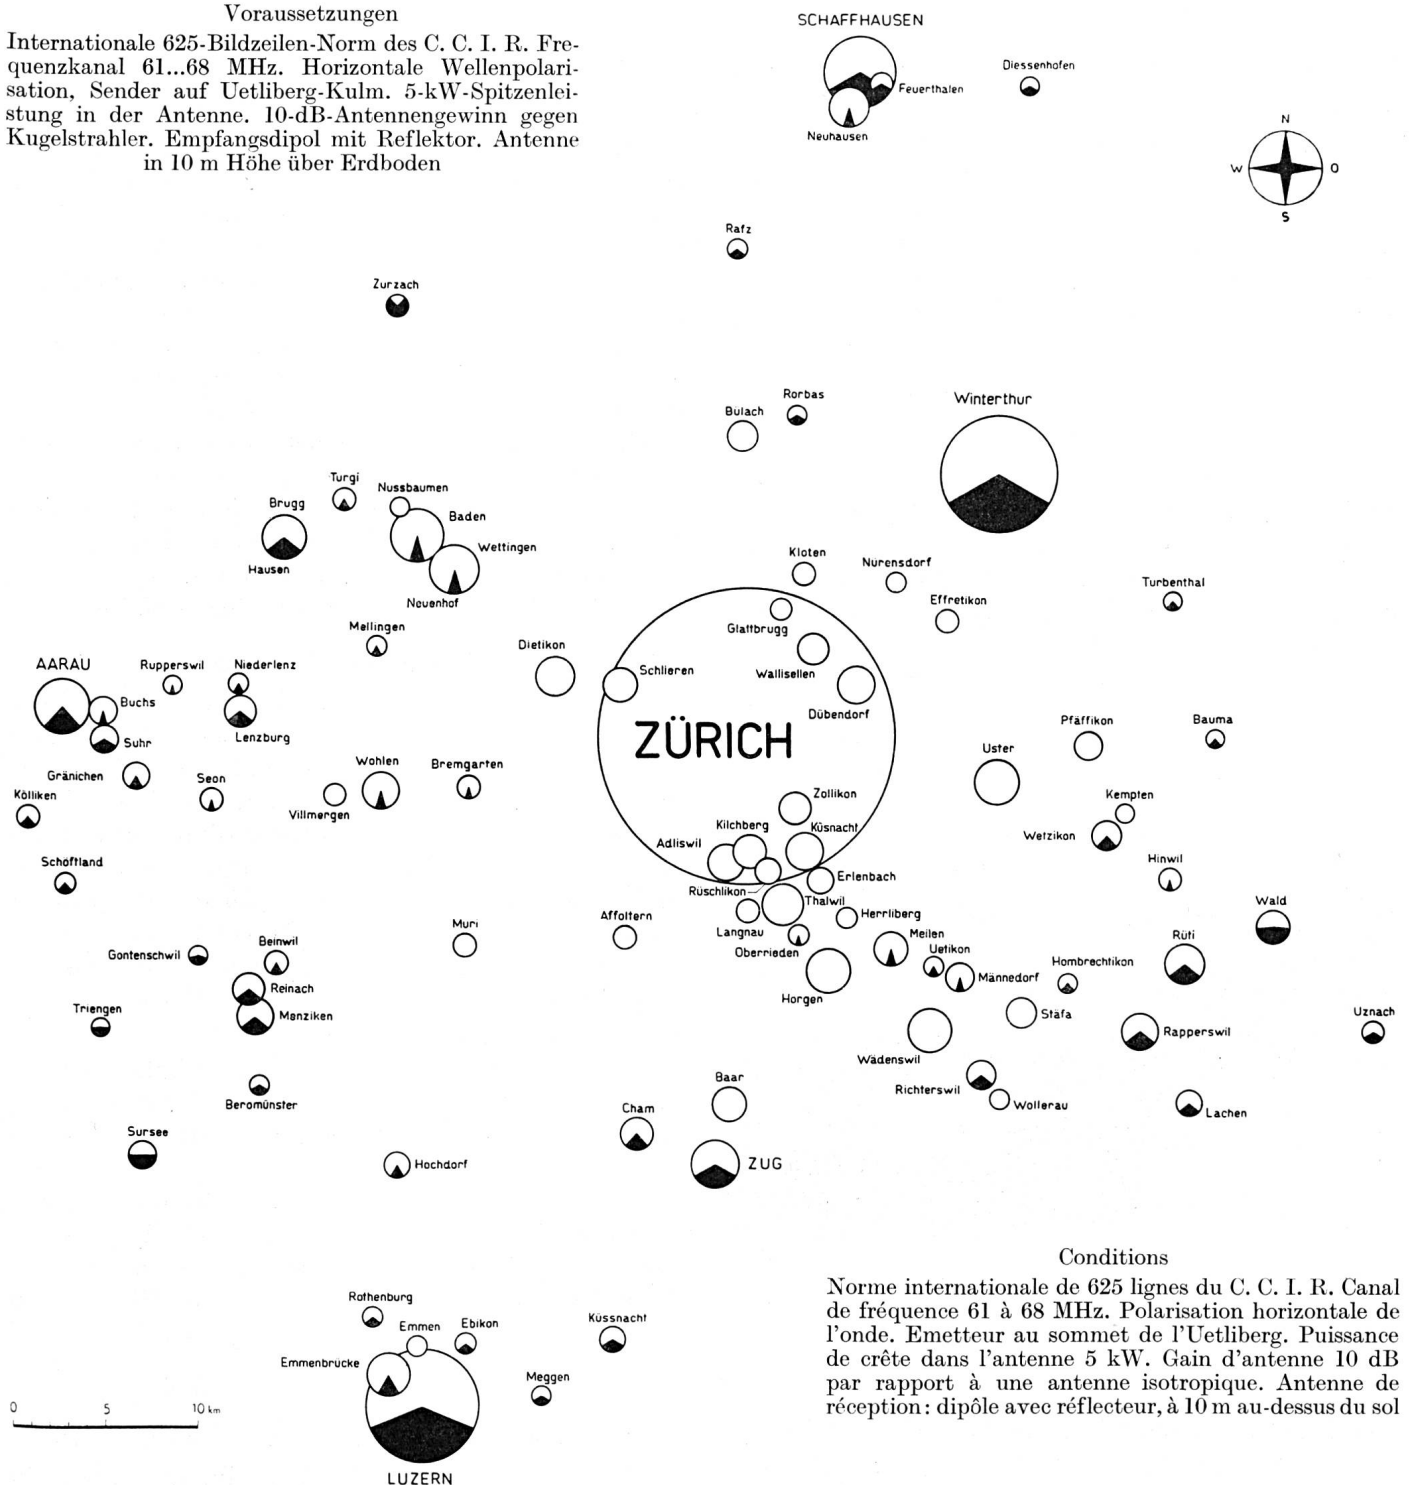 Voraussetzungen
Internationale 625-Bildzeilen-Norm des C. C. I. R. Fre-
quenzkanal 61...68 MHz. Horizontale Wellenpolari-
sation, Sender auf Uetliberg-Kulm. 5-kW-Spitzenlei-
stung in der Antenne. 10-dB-Antennengewinn gegen
Kugelstrahler. Empfangsdipol mit Reflektor. Antenne
in 10 m Höhe über Erdboden
SCHAFFHAUSEN
Diessenhofen
Feuerthalen
Neuhausen
N
W
O
S
Rafz
Zurzach
Rorbas
Bülach
Winterthur
Turgi
Nussbaumen
Brugg
Baden
Wettingen
Hausen
Neuenhof
Kloten
Nürensdorf
Effretikon
Turbenthal
Mellingen
Glattbrugg
Dietikon
Schlieren
Wallisellen
Dübendorf
AARAU
Rupperswil
Niederlenz
Buchs
Suhr
Lenzburg
ZÜRICH
Pfäffikon
Bauma
Uster
Gränichen
Seon
Wohlen
Bremgarten
Kölliken
Villmergen
Zollikon
Kempten
Kilchberg
Küsnacht
Wetzikon
Adliswil
Schöftland
Hinwil
Erlenbach
Rüschlikon
Thalwil
Wald
Affoltern
Langnau
Herrliberg
Muri
Oberrieden
Meilen
Rüti
Gontenschwil
Beinwil
Uetikon
Hombrechtikon
Männedorf
Reinach
Horgen
Triengen
Menziken
Stäfa
Uznach
Rapperswil
Wädenswil
Beromünster
Baar
Richterswil
Wollerau
Lachen
Cham
Sursee
Hochdorf
ZUG
Conditions
Norme internationale de 625 lignes du C. C. I. R. Canal
de fréquence 61 à 68 MHz. Polarisation horizontale de
l'onde. Emetteur au sommet de l'Uetliberg. Puissance
de crête dans l'antenne 5 kW. Gain d'antenne 10 dB
par rapport à une antenne isotropique. Antenne de
réception: dipôle avec réflecteur, à 10 m au-dessus du sol
Rothenburg
Emmen
Ebikon
Küssnacht
Emmenbrücke
Meggen
0 5 10 km
LUZERN